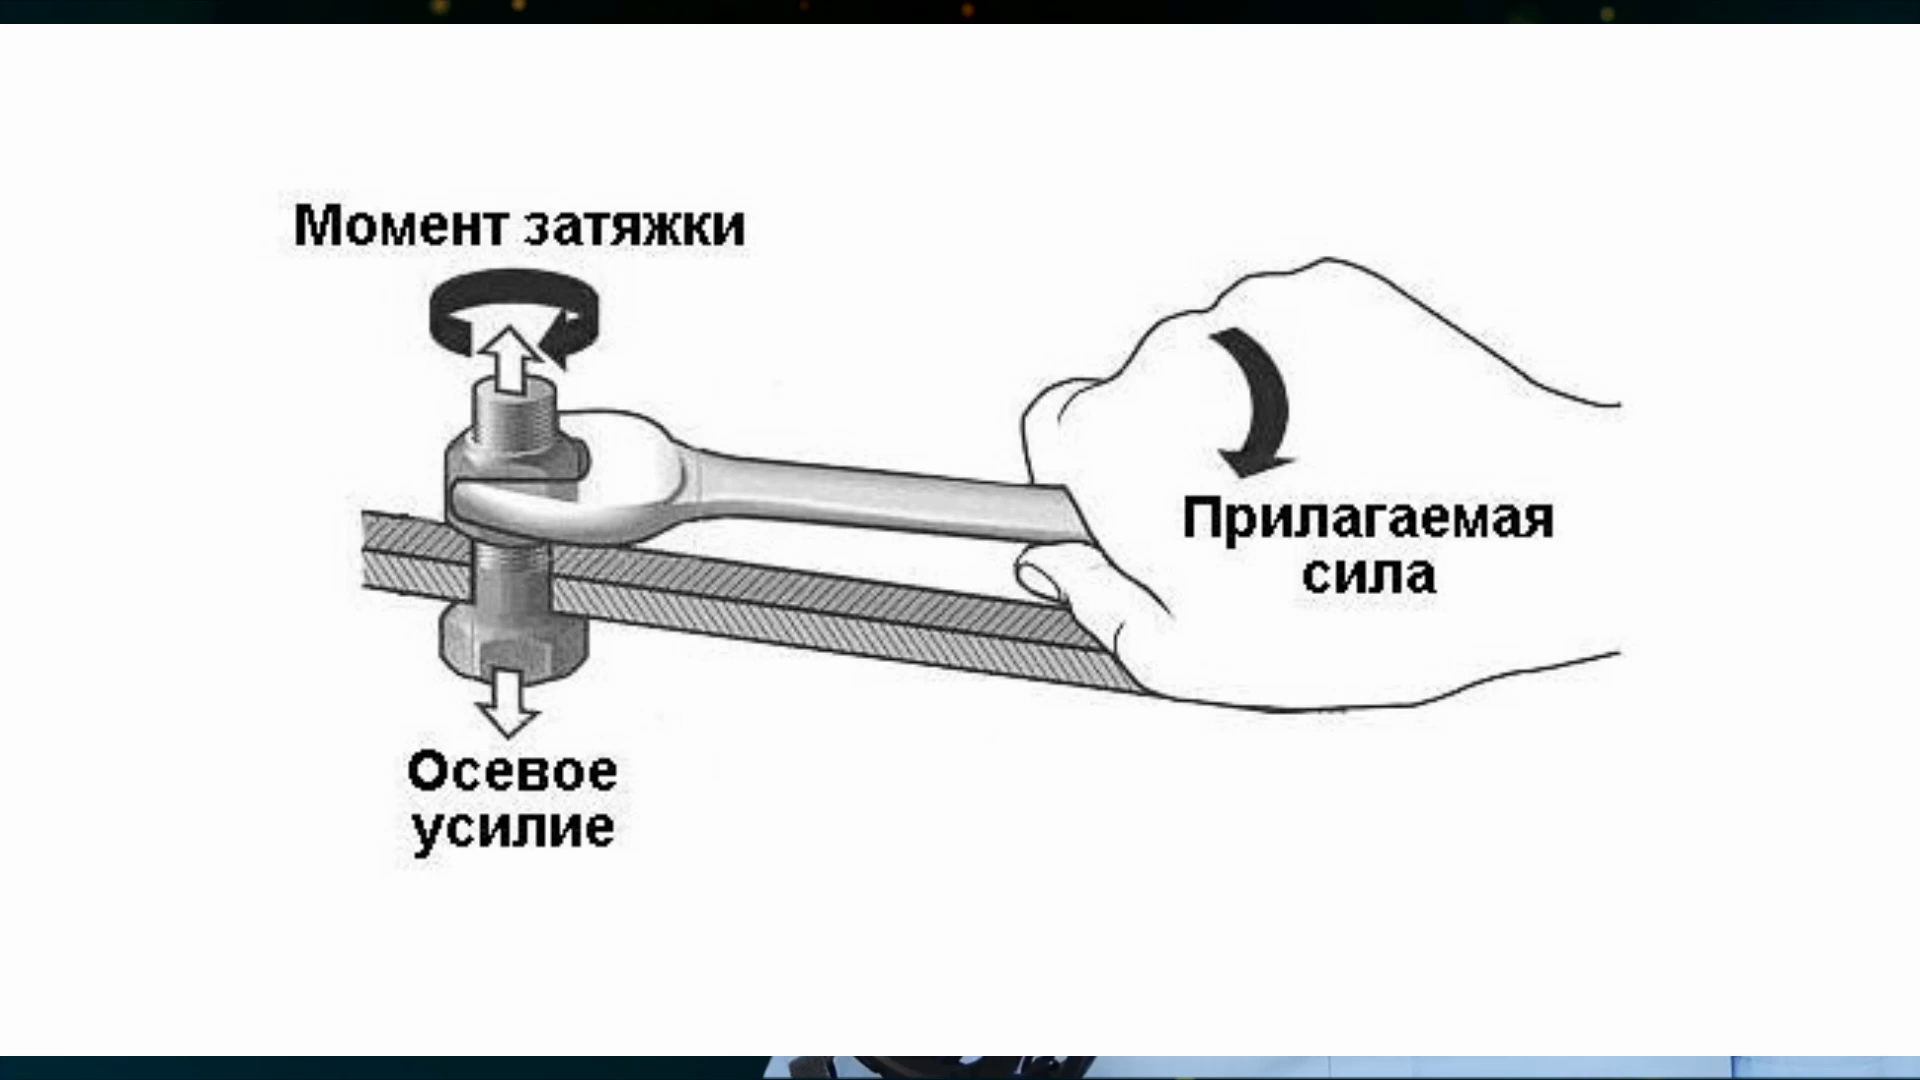 Момент затяжки
Прилагаемая
сила
Осевое
усилие